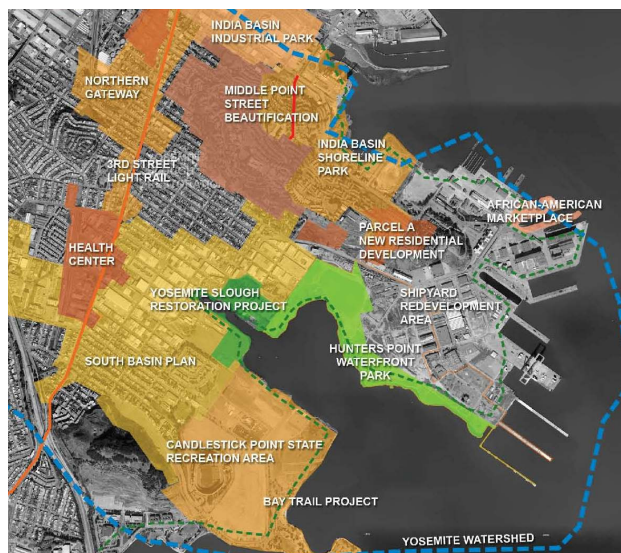 INDIA BASIN
INDUSTRIAL PARK
NORTHERN
GATEWAY
MIDDLE POINT
STREET
BEAUTIFICATION
INDIA BASIN
SHORELINE
PARK
3RD STREET
LIGHT RAIL
AFRICAN-AMERICAN
MARKETPLACE
PARCEL A
NEW RESIDENTIAL
DEVELOPMENT
HEALTH
CENTER
YOSEMITE SLOUGH
RESTORATION PROJECT
SHIPYARD
REDEVELOPMENT
AREA
HUNTERS POINT
WATERFRONT
PARK
SOUTH BASIN PLAN
CANDLESTICK POINT STATE
RECREATION AREA
BAY TRAIL PROJECT
YOSEMITE WATERSHED